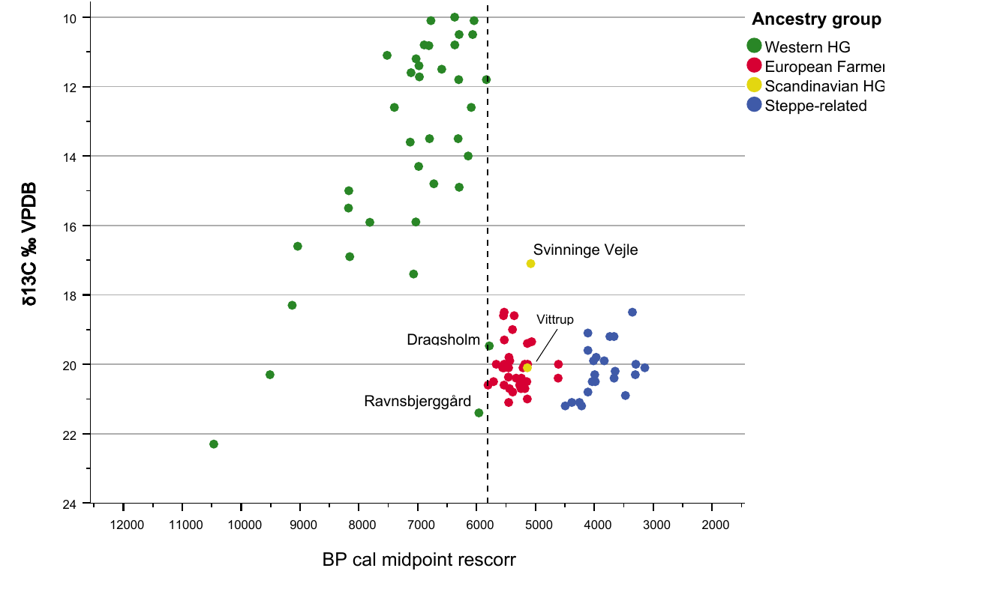 10
12
14
16
18
20
22
24
δ13C ‰ VPDB
12000 11000 10000 9000 8000 7000 6000 5000 4000 3000 2000
BP cal midpoint rescorr
Svinninge Vejle
Vittrup
Dragsholm
Ravnsbjerggård
Ancestry group
Western HG
European Farmer
Scandinavian HG
Steppe-related